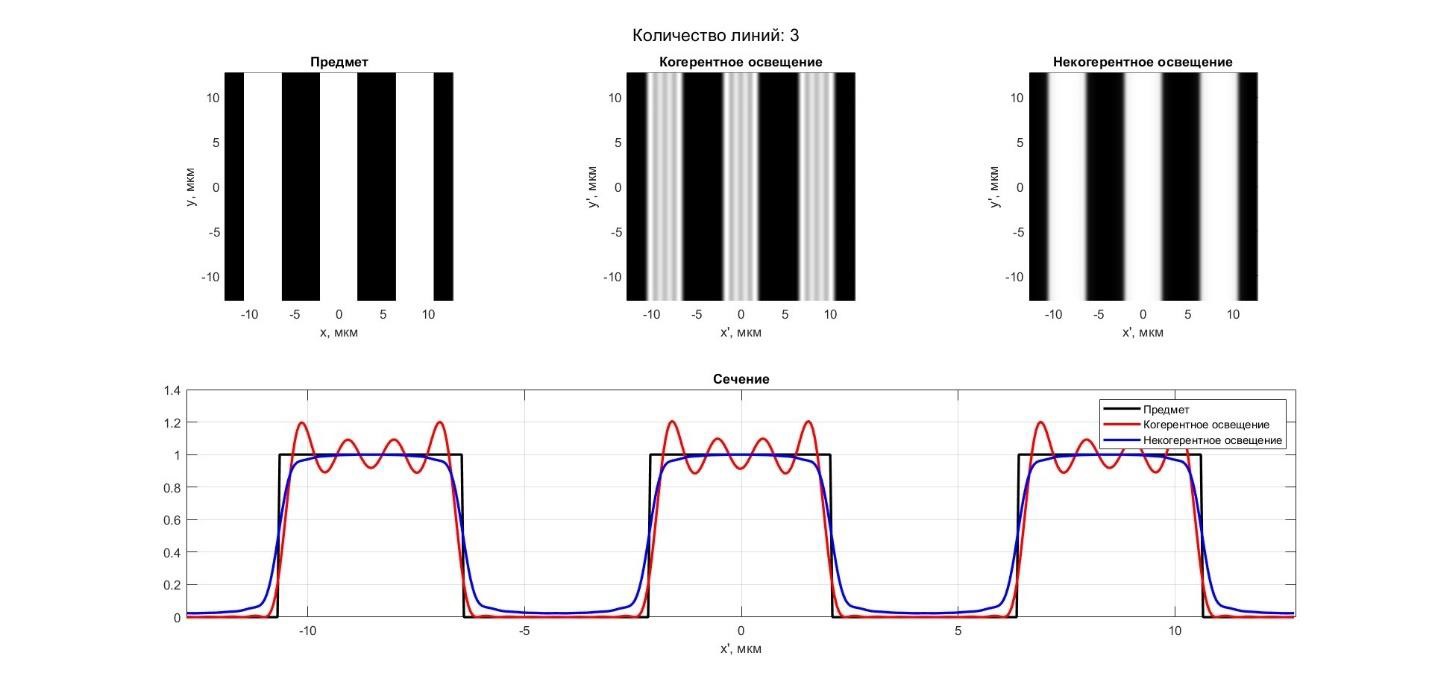 Количество линий: 3
Предмет
Когерентное освещение
Некогерентное освещение
10
5
0
-5
-10
y, мкм
-10 -5 0 5 10
x, мкм
10
5
0
-5
-10
y', мкм
-10 -5 0 5 10
x', мкм
10
5
0
-5
-10
y', мкм
-10 -5 0 5 10
x', мкм
Сечение
1.4
1.2
1
0.8
0.6
0.4
0.2
0
-10 -5 0 5 10
x', мкм
Предмет
Когерентное освещение
Некогерентное освещение